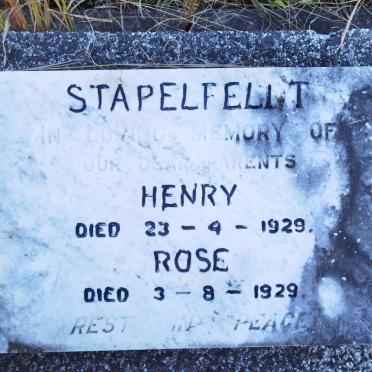 STAPELFELLT
IN LOVING MEMORY OF
OUR DEAR PARENTS
HENRY
DIED 23 - 4 - 1929.
ROSE
DIED 3 - 8 - 1929.
REST IN PEACE